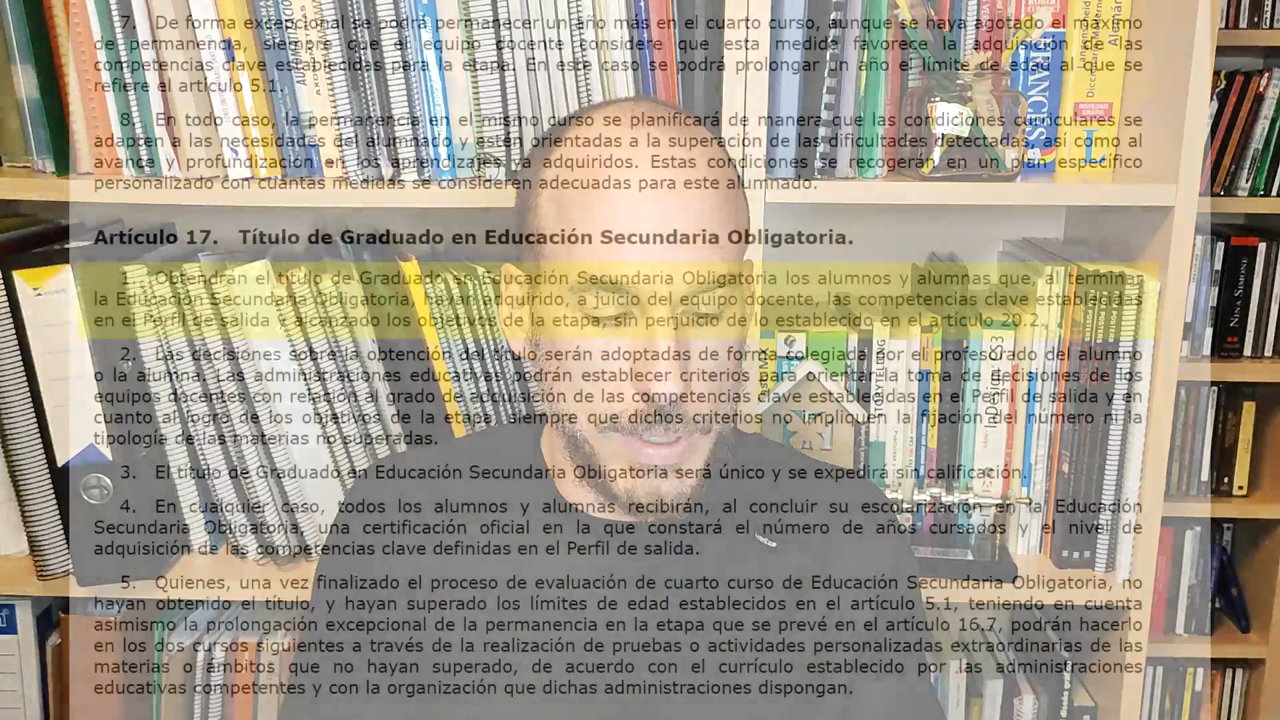 7. De forma excepcional se podrá permanecer un año más en el cuarto curso, aunque se haya agotado el máximo
de permanencia, siempre que el equipo docente considere que esta medida favorece la adquisición de las
competencias clave establecidas para la etapa. En este caso se podrá prolongar un año el límite de edad al que se
refiere el artículo 5.1.
8. En todo caso, la permanencia en el mismo curso se planificará de manera que las condiciones curriculares se
adapten a las necesidades del alumnado y estén orientadas a la superación de las dificultades detectadas, así como al
avance y profundización en los aprendizajes ya adquiridos. Estas condiciones se recogerán en un plan específico
personalizado con cuantas medidas se consideren adecuadas para este alumnado.
Artículo 17. Título de Graduado en Educación Secundaria Obligatoria.
1. Obtendrán el título de Graduado en Educación Secundaria Obligatoria los alumnos y alumnas que, al terminar
la Educación Secundaria Obligatoria, hayan adquirido, a juicio del equipo docente, las competencias clave establecidas
en el Perfil de salida y alcanzado los objetivos de la etapa, sin perjuicio de lo establecido en el artículo 20.2.
2. Las decisiones sobre la obtención del título serán adoptadas de forma colegiada por el profesorado del alumno
o la alumna. Las administraciones educativas podrán establecer criterios para orientar la toma de decisiones de los
equipos docentes con relación al grado de adquisición de las competencias clave establecidas en el Perfil de salida y en
cuanto al logro de los objetivos de la etapa, siempre que dichos criterios no impliquen la fijación del número ni la
tipología de las materias no superadas.
3. El título de Graduado en Educación Secundaria Obligatoria será único y se expedirá sin calificación.
4. En cualquier caso, todos los alumnos y alumnas recibirán, al concluir su escolarización en la Educación
Secundaria Obligatoria, una certificación oficial en la que constará el número de años cursados y el nivel de
adquisición de las competencias clave definidas en el Perfil de salida.
5. Quienes, una vez finalizado el proceso de evaluación de cuarto curso de Educación Secundaria Obligatoria, no
hayan obtenido el título, y hayan superado los límites de edad establecidos en el artículo 5.1, teniendo en cuenta
asimismo la prolongación excepcional de la permanencia en la etapa que se prevé en el artículo 16.7, podrán hacerlo
en los dos cursos siguientes a través de la realización de pruebas o actividades personalizadas extraordinarias de las
materias o ámbitos que no hayan superado, de acuerdo con el currículo establecido por las administraciones
educativas competentes y con la organización que dichas administraciones dispongan.
FRANCÉS
NINA SIMONE
InDesign CS3
POSTERS